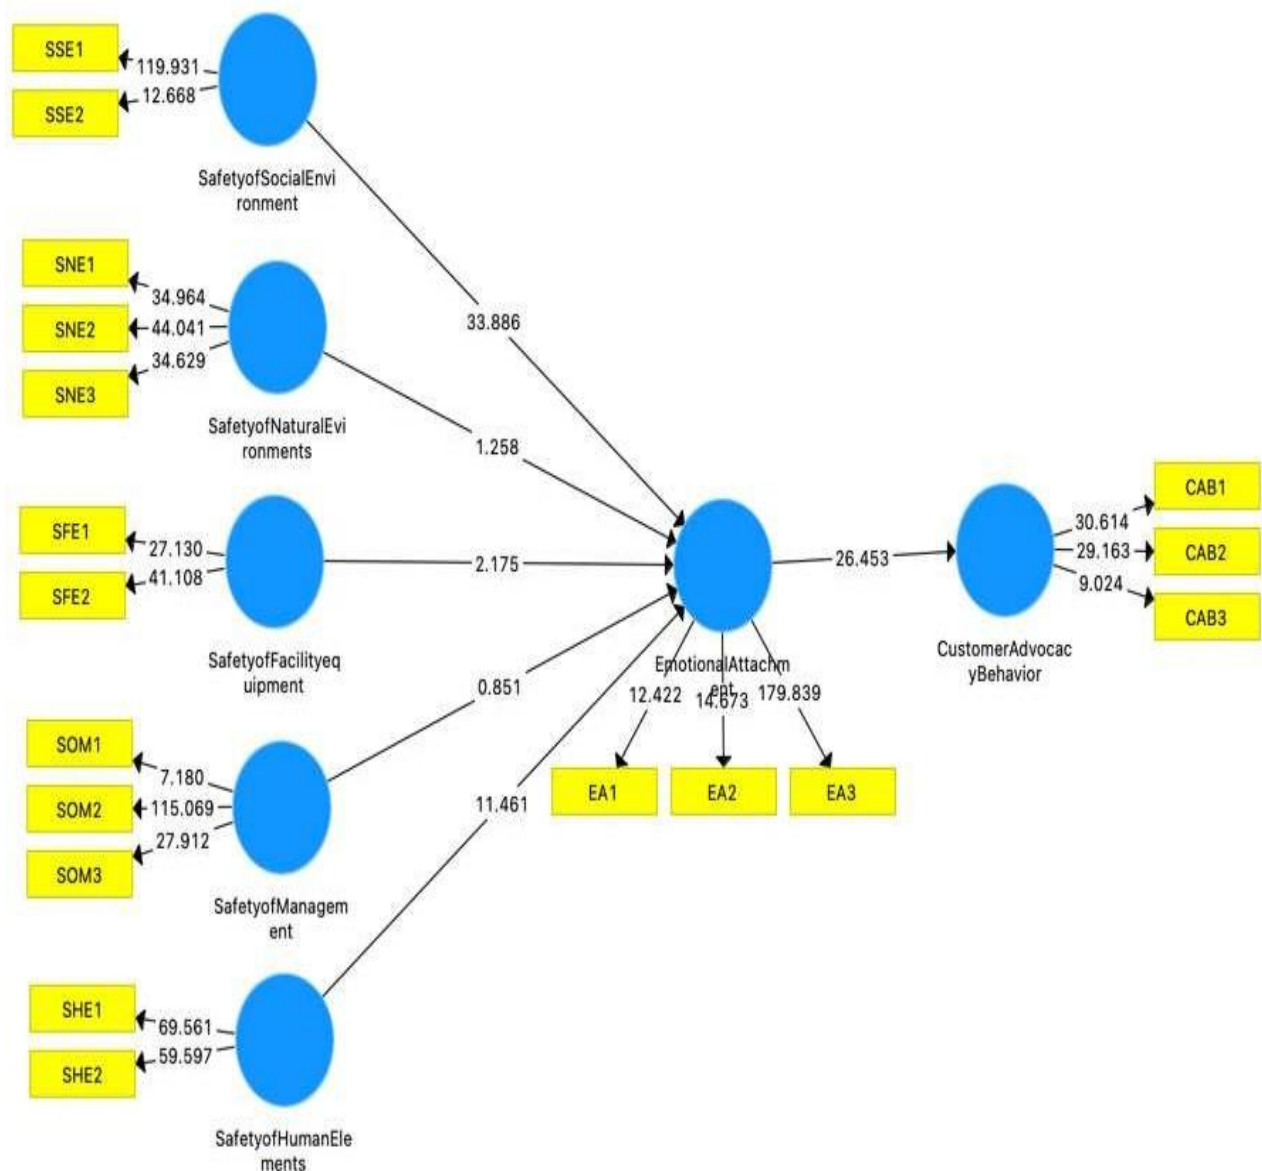 SSE1
119.931
12.668
SSE2
SafetyofSocialEnvi
ronment
SNE1
34.964
SNE2
44.041
34.629
SNE3
SafetyofNaturalEvi
ronments
SFE1
27.130
41.108
SFE2
SafetyofFacilityeq
uipment
SOM1
7.180
SOM2
115.069
27.912
SOM3
SafetyofManagem
ent
SHE1
69.561
59.597
SHE2
SafetyofHumanEle
ments
33.886
1.258
2.175
0.851
11.461
EmotionalAttachm
ent
12.422
14.673
179.839
EA1
EA2
EA3
26.453
CustomerAdvocac
yBehavior
30.614
29.163
9.024
CAB1
CAB2
CAB3